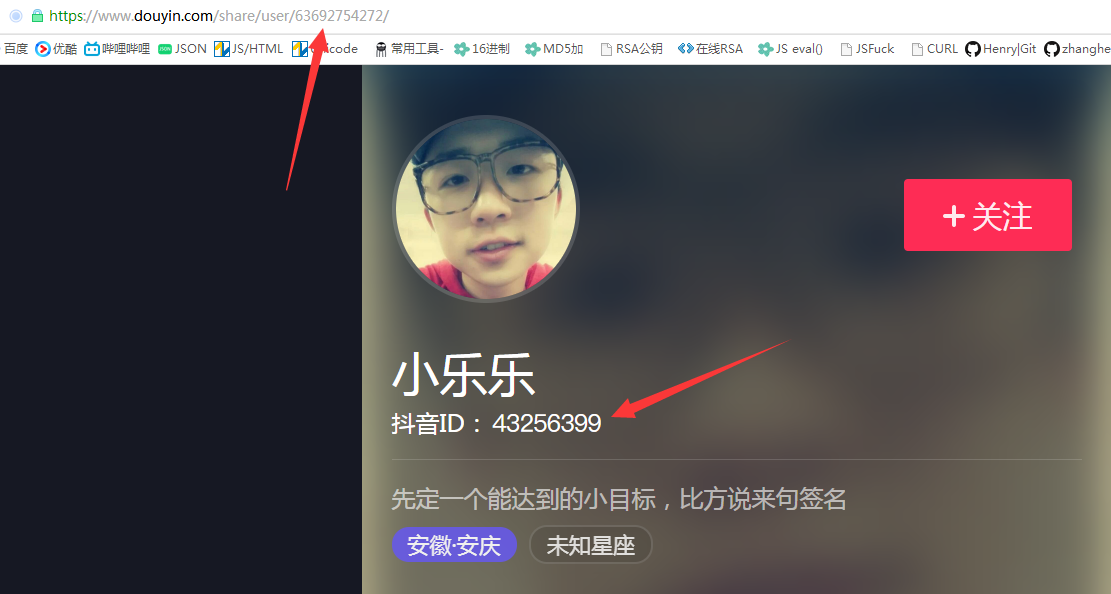 https://www.douyin.com/share/user/63692754272/
百度 优酷 哔哩哔哩 JSON JS/HTML code 常用工具- 16进制 MD5加 RSA公钥 在线RSA JS eval() JSFuck CURL Henry|Git zhanghe
+ 关注
小乐乐
抖音ID： 43256399
先定一个能达到的小目标，比方说来句签名
安徽·安庆 未知星座